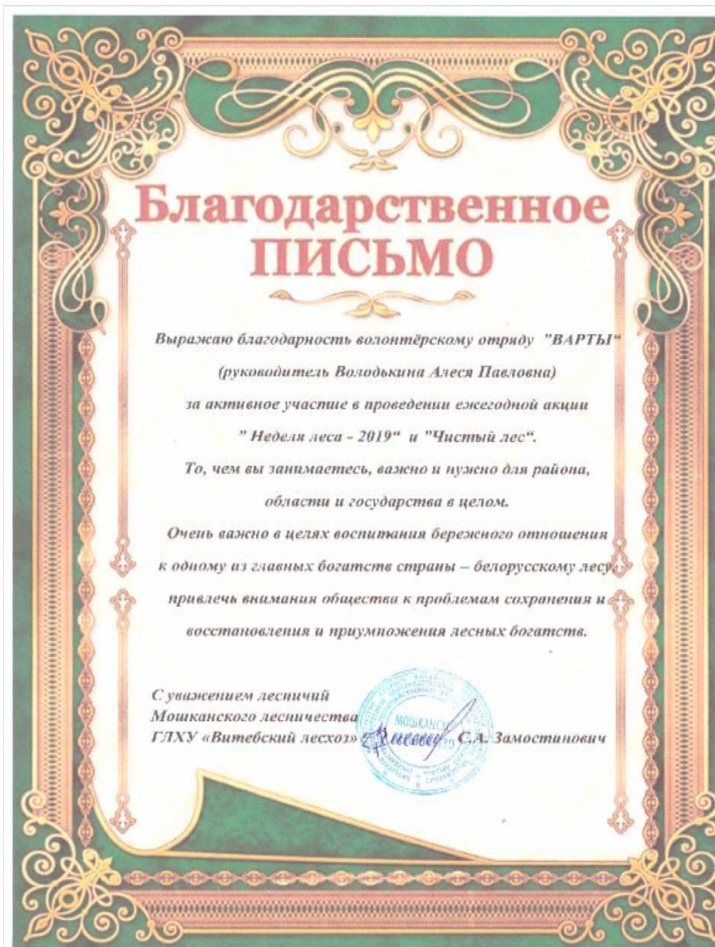 Благодарственное
ПИСЬМО
Выражаю благодарность волонтёрскому отряду "ВАРТЫ“
(руководитель Володькина Алеся Павловна)
за активное участие в проведении ежегодной акции
" Неделя леса - 2019“ и "Чистый лес“.
То, чем вы занимаетесь, важно и нужно для района,
области и государства в целом.
Очень важно в целях воспитания бережного отношения
к одному из главных богатств страны – белорусскому лесу,
привлечь внимания общества к проблемам сохранения и
восстановления и приумножения лесных богатств.
С уважением лесничий
Мошканского лесничества
ГЛХУ «Витебский лесхоз» С.А. Замостинович